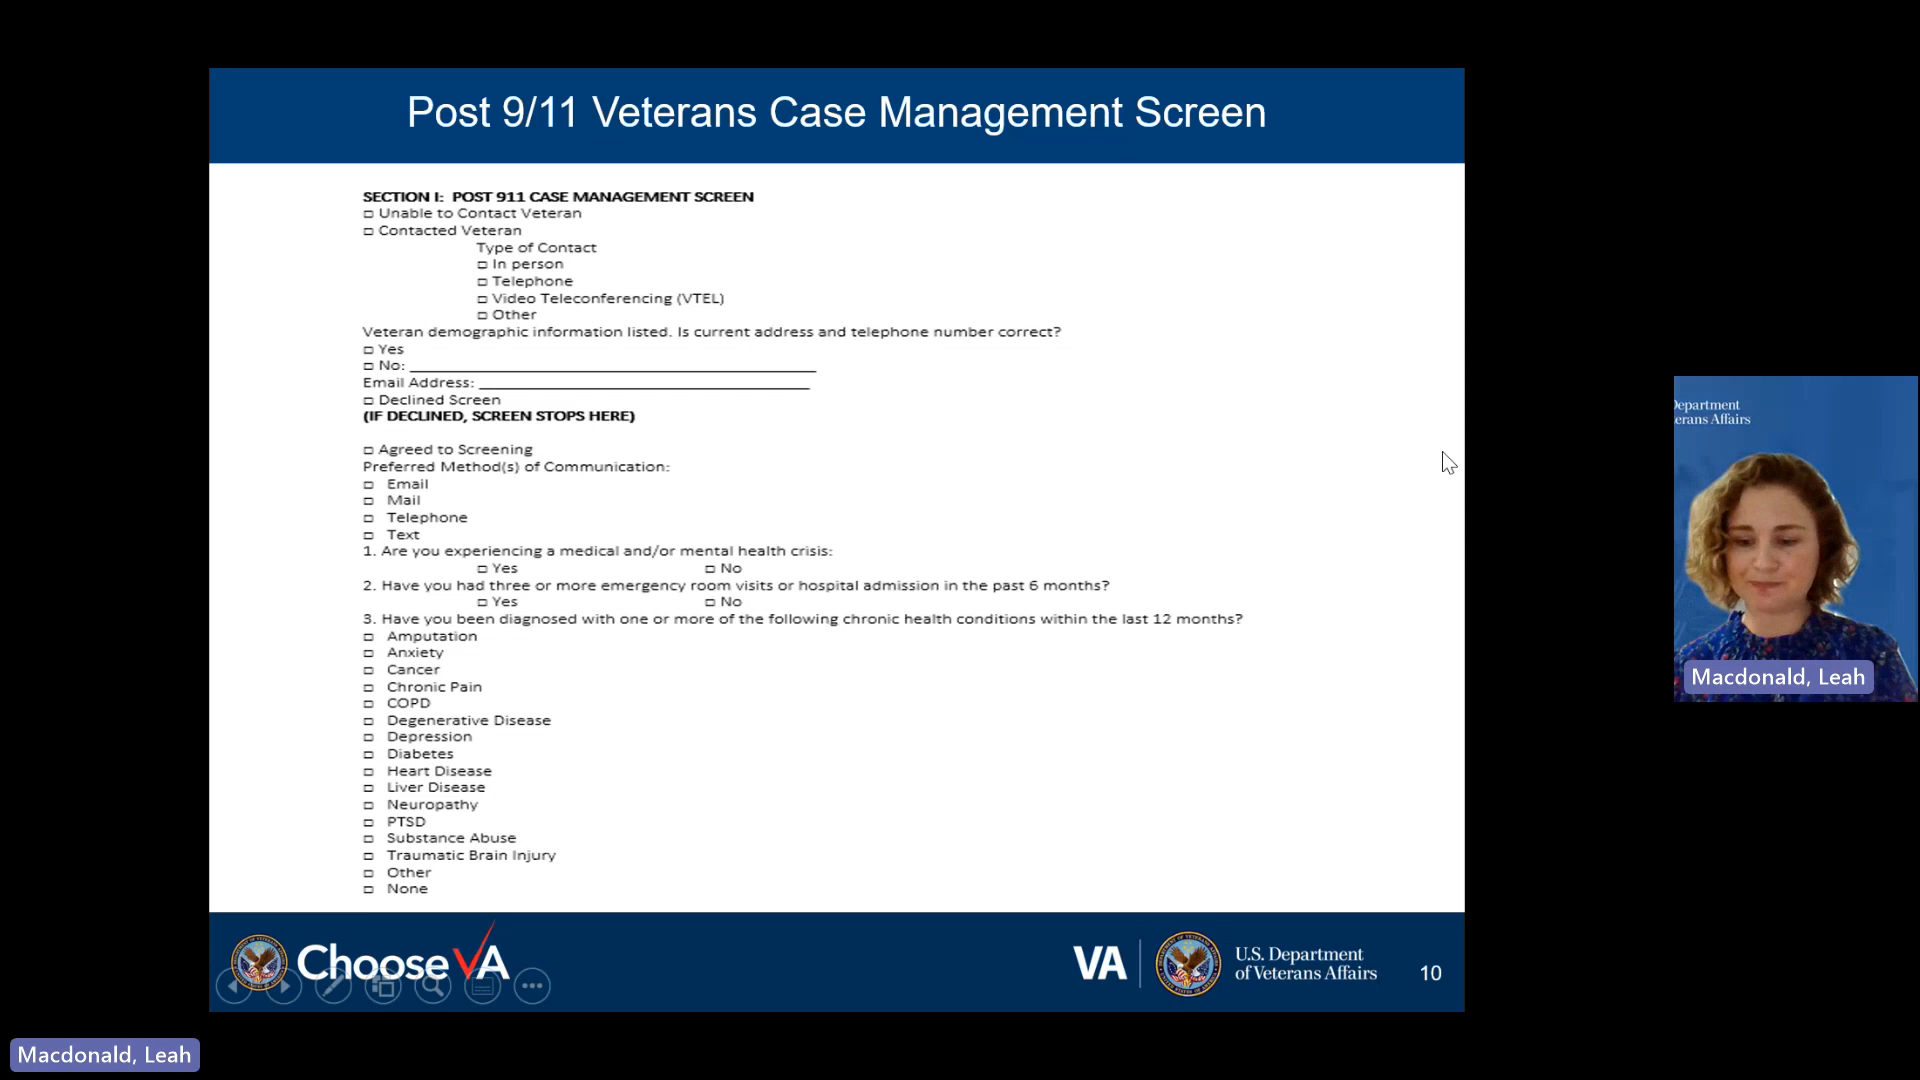 Post 9/11 Veterans Case Management Screen
SECTION I: POST 911 CASE MANAGEMENT SCREEN
□ Unable to Contact Veteran
□ Contacted Veteran
Type of Contact
□ In person
□ Telephone
□ Video Teleconferencing (VTEL)
□ Other
Veteran demographic information listed. Is current address and telephone number correct?
□ Yes
□ No: ____________________
Email Address: ____________________
□ Declined Screen
(IF DECLINED, SCREEN STOPS HERE)
□ Agreed to Screening
Preferred Method(s) of Communication:
□ Email
□ Mail
□ Telephone
□ Text
1. Are you experiencing a medical and/or mental health crisis:
□ Yes □ No
2. Have you had three or more emergency room visits or hospital admission in the past 6 months?
□ Yes □ No
3. Have you been diagnosed with one or more of the following chronic health conditions within the last 12 months?
□ Amputation
□ Anxiety
□ Cancer
□ Chronic Pain
□ COPD
□ Degenerative Disease
□ Depression
□ Diabetes
□ Heart Disease
□ Liver Disease
□ Neuropathy
□ PTSD
□ Substance Abuse
□ Traumatic Brain Injury
□ Other
□ None
Choose VA
VA
U.S. Department
of Veterans Affairs
10
Department
erans Affairs
Macdonald, Leah
Macdonald, Leah